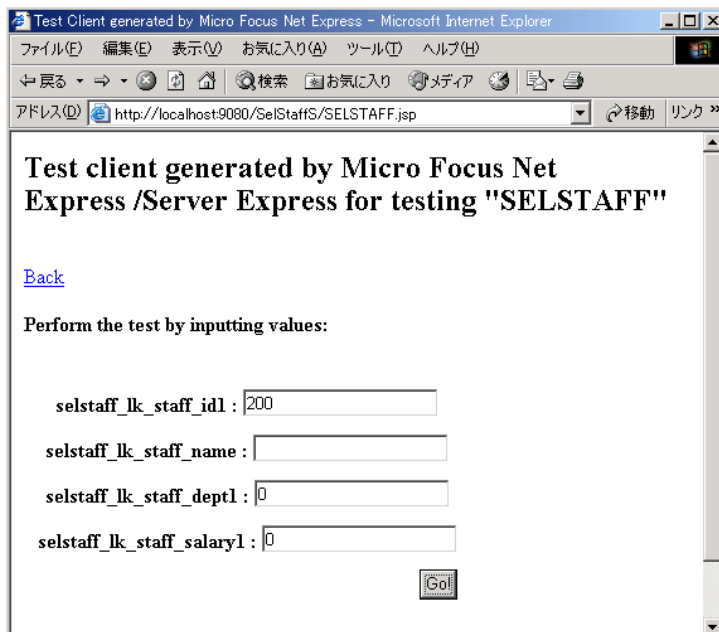 Test Client generated by Micro Focus Net Express - Microsoft Internet Explorer
ファイル(F) 編集(E) 表示(V) お気に入り(A) ツール(T) ヘルプ(H)
戻る 検索 お気に入り メディア
アドレス(D) http://localhost:9080/SelStaffS/SELSTAFF.jsp 移動 リンク »
Test client generated by Micro Focus Net
Express /Server Express for testing "SELSTAFF"
Back
Perform the test by inputting values:
selstaff_lk_staff_id1 : 200
selstaff_lk_staff_name :
selstaff_lk_staff_dept1 : 0
selstaff_lk_staff_salary1 : 0
Go!